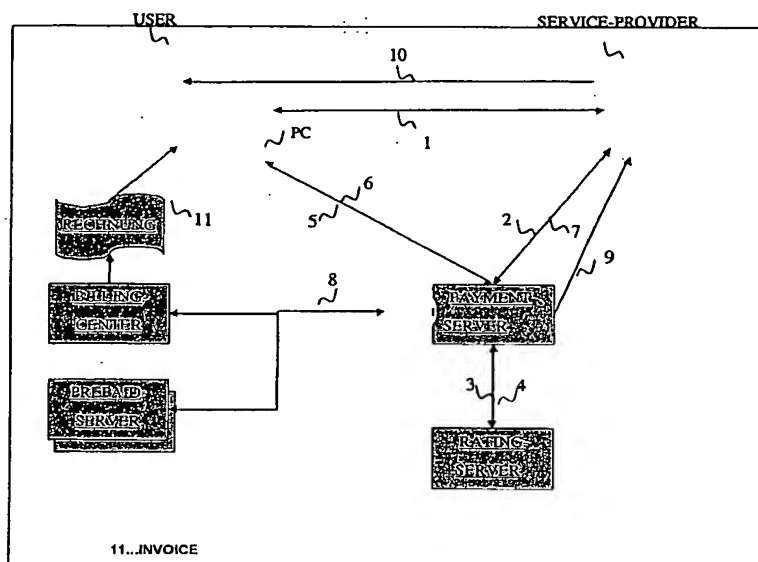 USER
SERVICE-PROVIDER
10
PC
1
6
5
2
7
9
RECHNUNG
11
8
BILLING
CENTER
PAYMENT
SERVER
PREBAID
SERVER
3
4
RATING
SERVER
11...INVOICE